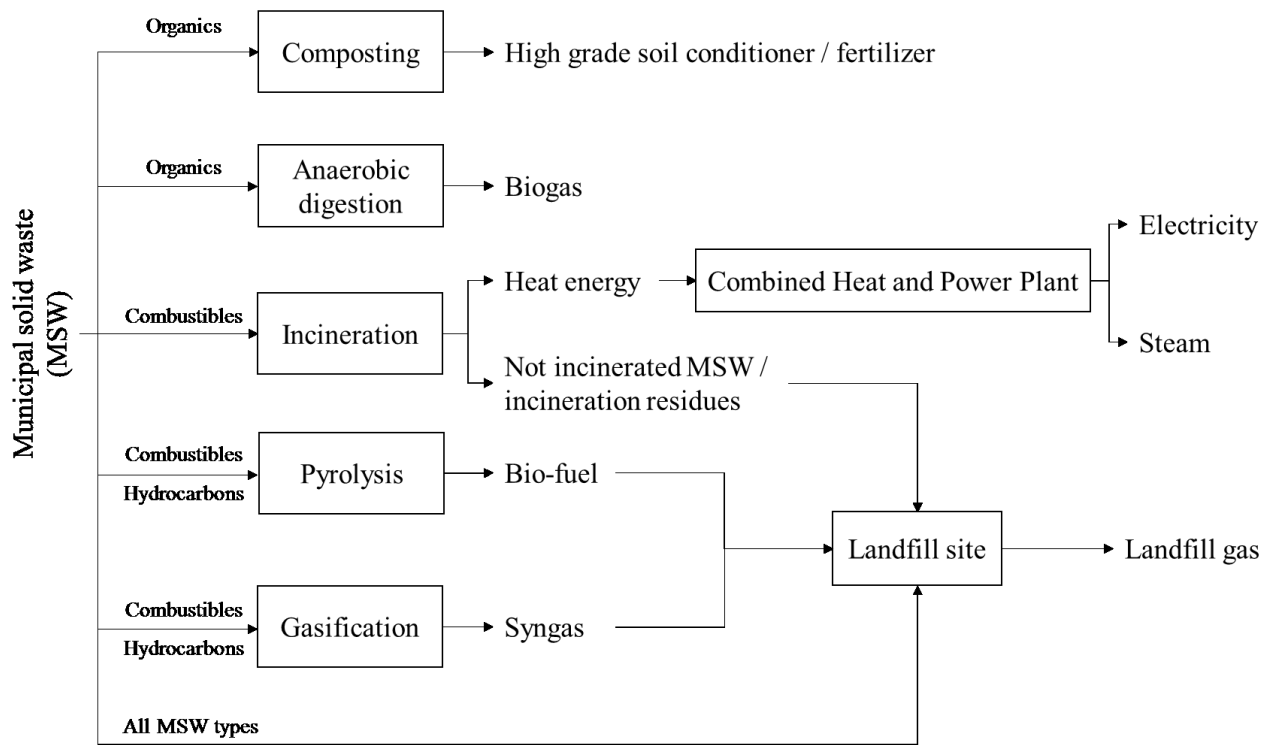 Municipal solid waste
(MSW)
Organics
Composting
High grade soil conditioner / fertilizer
Organics
Anaerobic
digestion
Biogas
Combustibles
Incineration
Heat energy
Combined Heat and Power Plant
Electricity
Steam
Not incinerated MSW /
incineration residues
Combustibles
Hydrocarbons
Pyrolysis
Bio-fuel
Landfill site
Landfill gas
Combustibles
Hydrocarbons
Gasification
Syngas
All MSW types